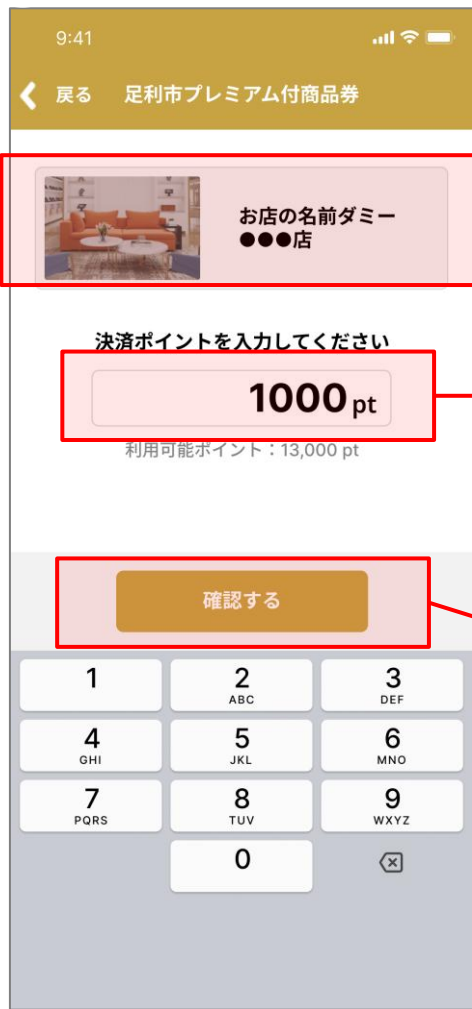 9:41
戻る 足利市プレミアム付商品券
お店の名前ダミー
●●●店
決済ポイントを入力してください
1000 pt
利用可能ポイント：13,000 pt
確認する
1 2 3
ABC DEF
4 5 6
GHI JKL MNO
7 8 9
PQRS TUV WXYZ
0